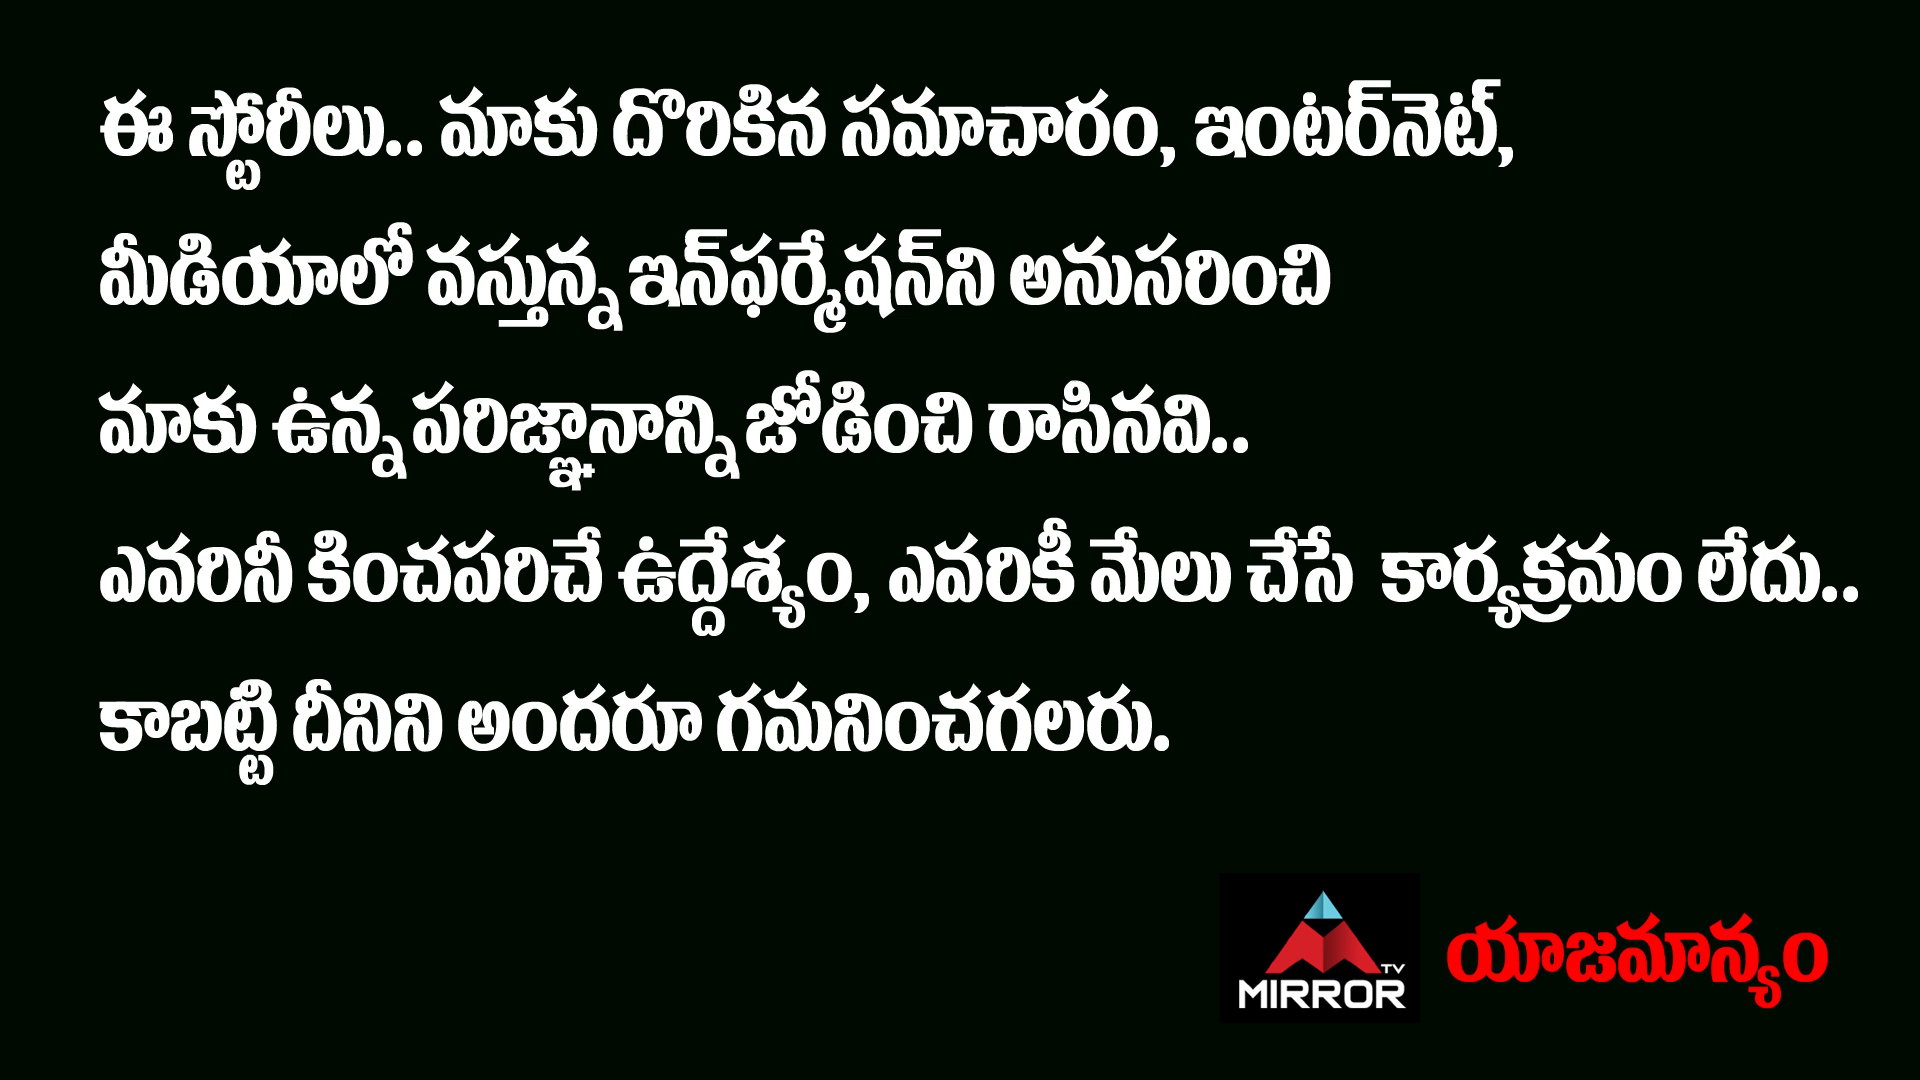 ఈ స్టోరీలు.. మాకు దొరికిన సమాచారం, ఇంటర్‌నెట్,
మీడియాలో వస్తున్న ఇన్‌ఫర్మేషన్‌ని అనుసరించి
మాకు ఉన్న పరిజ్ఞానాన్ని జోడించి రాసినవి..
ఎవరినీ కించపరిచే ఉద్దేశ్యం, ఎవరికీ మేలు చేసే కార్యక్రమం లేదు..
కాబట్టి దీనిని అందరూ గమనించగలరు.
TV
MIRROR
యాజమాన్యం